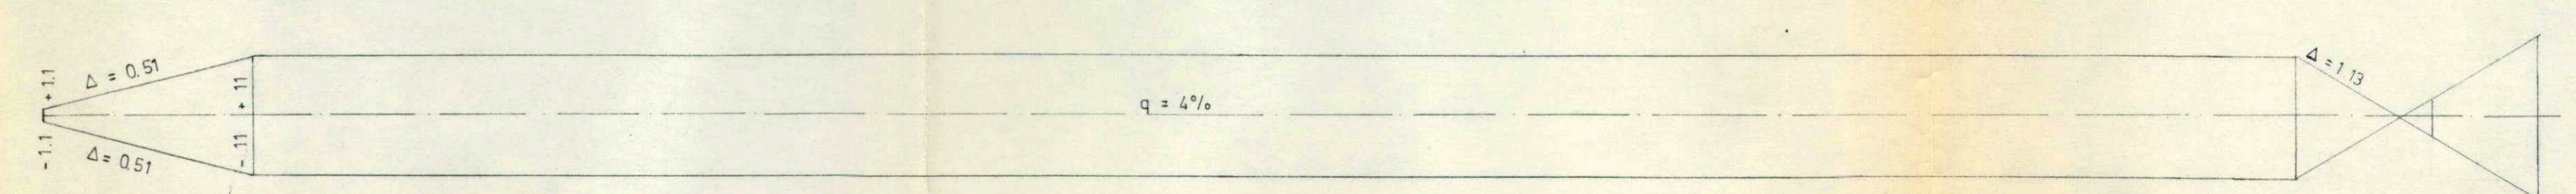 + 1.1
- 1.1
Δ = 0.51
Δ = 0.51
+ 11
- 11
q = 4%
Δ = 1 13